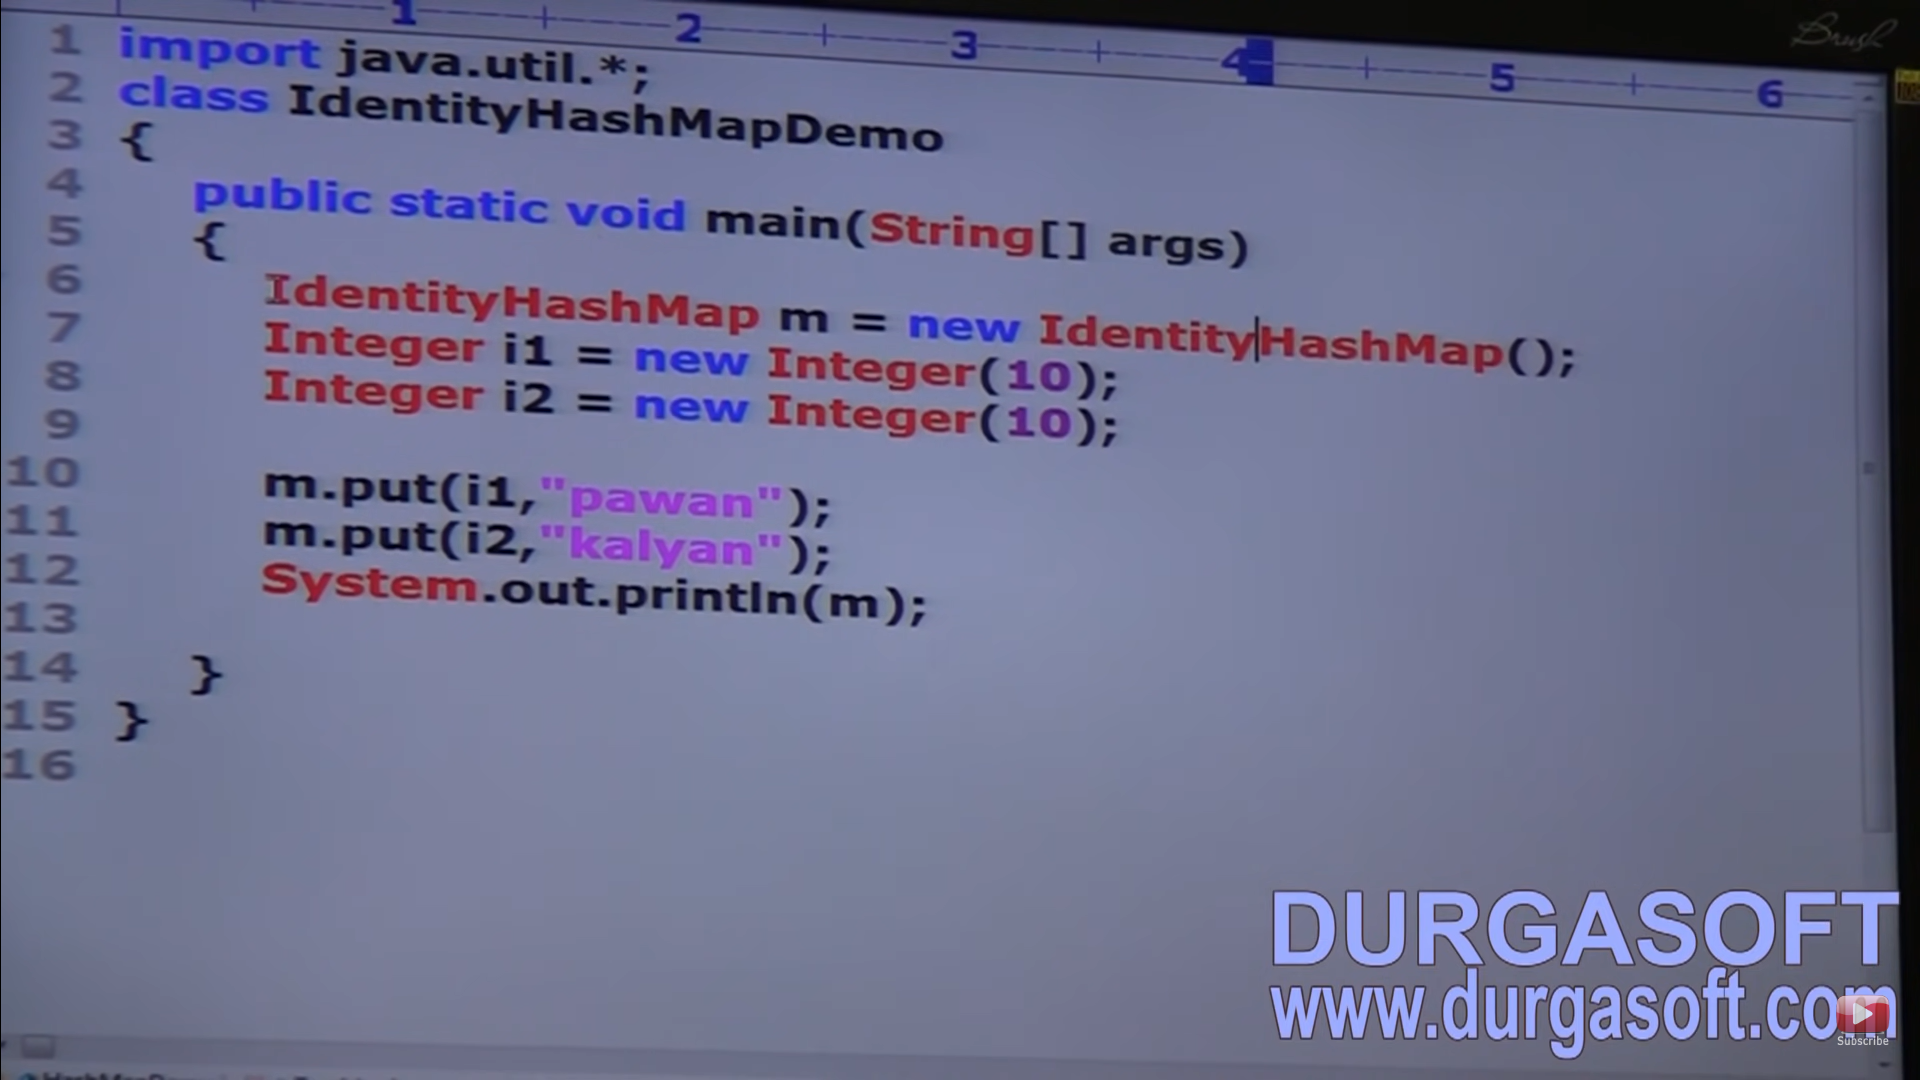 Brush
1 2 3 4 5 6
1 import java.util.*;
2 class IdentityHashMapDemo
3 {
4 public static void main(String[] args)
5 {
6 IdentityHashMap m = new IdentityHashMap();
7 Integer i1 = new Integer(10);
8 Integer i2 = new Integer(10);
9
10 m.put(i1,"pawan");
11 m.put(i2,"kalyan");
12 System.out.println(m);
13
14 }
15 }
16
DURGASOFT
www.durgasoft.com
Subscribe